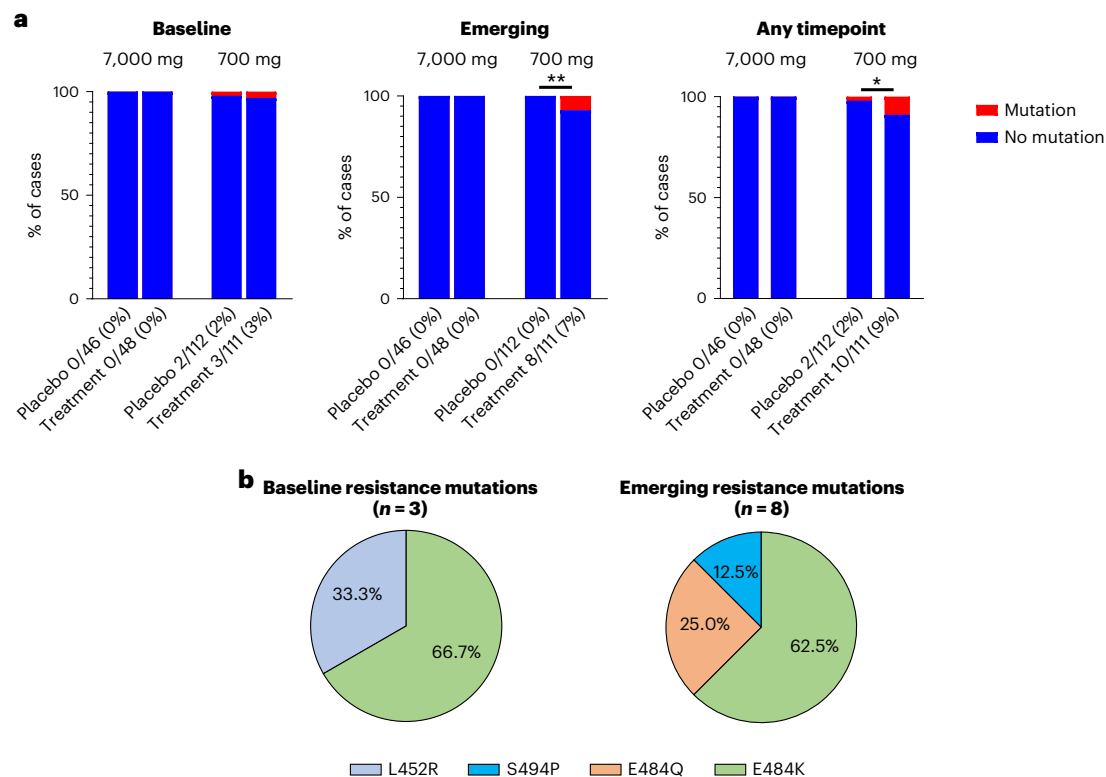 a
Baseline
7,000 mg 700 mg
100
50
0
% of cases
Placebo 0/46 (0%)
Treatment 0/48 (0%)
Placebo 2/112 (2%)
Treatment 3/111 (3%)
Emerging
7,000 mg 700 mg
**
100
50
0
% of cases
Placebo 0/46 (0%)
Treatment 0/48 (0%)
Placebo 0/112 (0%)
Treatment 8/111 (7%)
Any timepoint
7,000 mg 700 mg
*
100
50
0
% of cases
Placebo 0/46 (0%)
Treatment 0/48 (0%)
Placebo 2/112 (2%)
Treatment 10/111 (9%)
Mutation
No mutation
b
Baseline resistance mutations
(n = 3)
33.3%
66.7%
Emerging resistance mutations
(n = 8)
12.5%
25.0%
62.5%
L452R S494P E484Q E484K